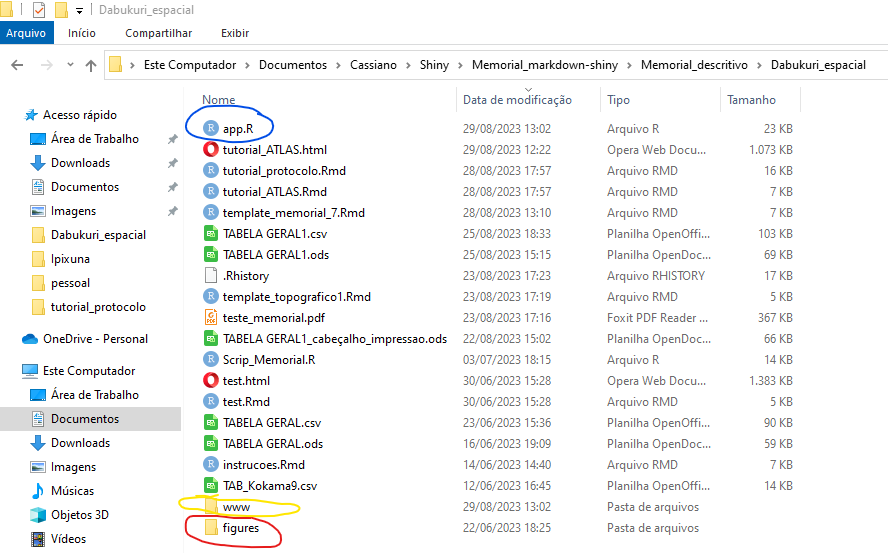 Dabukuri_espacial
Arquivo Início Compartilhar Exibir
Este Computador Documentos Cassiano Shiny Memorial_markdown-shiny Memorial_descritivo Dabukuri_espacial
Acesso rápido
Área de Trabalho
Downloads
Documentos
Imagens
Dabukuri_espacial
Ipixuna
pessoal
tutorial_protocolo
OneDrive - Personal
Este Computador
Área de Trabalho
Documentos
Downloads
Imagens
Músicas
Objetos 3D
Vídeos
Nome Data de modificação Tipo Tamanho
app.R 29/08/2023 13:02 Arquivo R 23 KB
tutorial_ATLAS.html 29/08/2023 12:22 Opera Web Docu... 1.073 KB
tutorial_protocolo.Rmd 28/08/2023 17:57 Arquivo RMD 16 KB
tutorial_ATLAS.Rmd 28/08/2023 17:57 Arquivo RMD 7 KB
template_memorial_7.Rmd 28/08/2023 13:10 Arquivo RMD 7 KB
TABELA GERAL1.csv 25/08/2023 18:33 Planilha OpenOffi... 103 KB
TABELA GERAL1.ods 25/08/2023 15:15 Planilha OpenDoc... 69 KB
.Rhistory 23/08/2023 17:23 Arquivo RHISTORY 17 KB
template_topografico1.Rmd 23/08/2023 17:19 Arquivo RMD 5 KB
teste_memorial.pdf 23/08/2023 17:16 Foxit PDF Reader ... 367 KB
TABELA GERAL1_cabeçalho_impressao.ods 22/08/2023 15:02 Planilha OpenDoc... 66 KB
Scrip_Memorial.R 03/07/2023 18:15 Arquivo R 14 KB
test.html 30/06/2023 15:28 Opera Web Docu... 1.383 KB
test.Rmd 30/06/2023 15:28 Arquivo RMD 5 KB
TABELA GERAL.csv 23/06/2023 15:36 Planilha OpenOffi... 90 KB
TABELA GERAL.ods 16/06/2023 19:09 Planilha OpenDoc... 59 KB
instrucoes.Rmd 14/06/2023 14:40 Arquivo RMD 7 KB
TAB_Kokama9.csv 12/06/2023 16:45 Planilha OpenOffi... 14 KB
www 29/08/2023 13:02 Pasta de arquivos
figures 22/06/2023 18:25 Pasta de arquivos